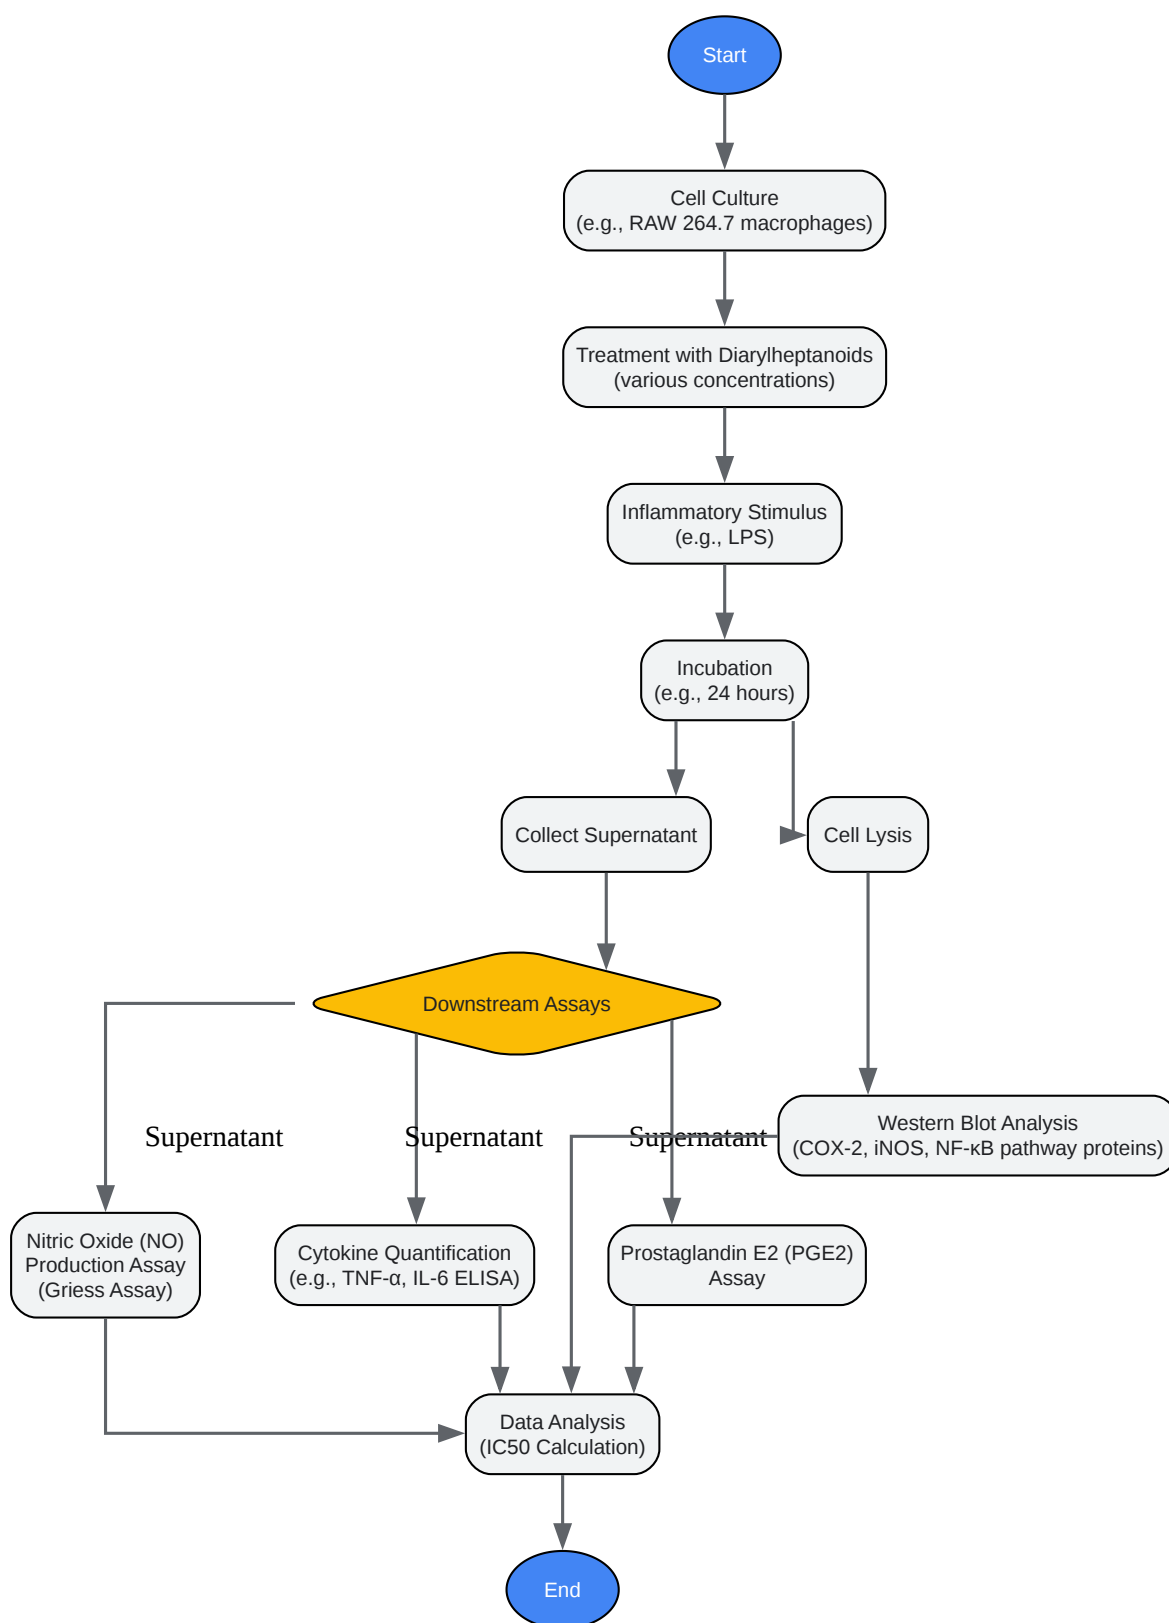 Start
Cell Culture
(e.g., RAW 264.7 macrophages)
Treatment with Diarylheptanoids
(various concentrations)
Inflammatory Stimulus
(e.g., LPS)
Incubation
(e.g., 24 hours)
Collect Supernatant
Cell Lysis
Downstream Assays
Supernatant
Supernatant
Supernatant
Western Blot Analysis
(COX-2, iNOS, NF-κB pathway proteins)
Nitric Oxide (NO)
Production Assay
(Griess Assay)
Cytokine Quantification
(e.g., TNF-α, IL-6 ELISA)
Prostaglandin E2 (PGE2)
Assay
Data Analysis
(IC50 Calculation)
End